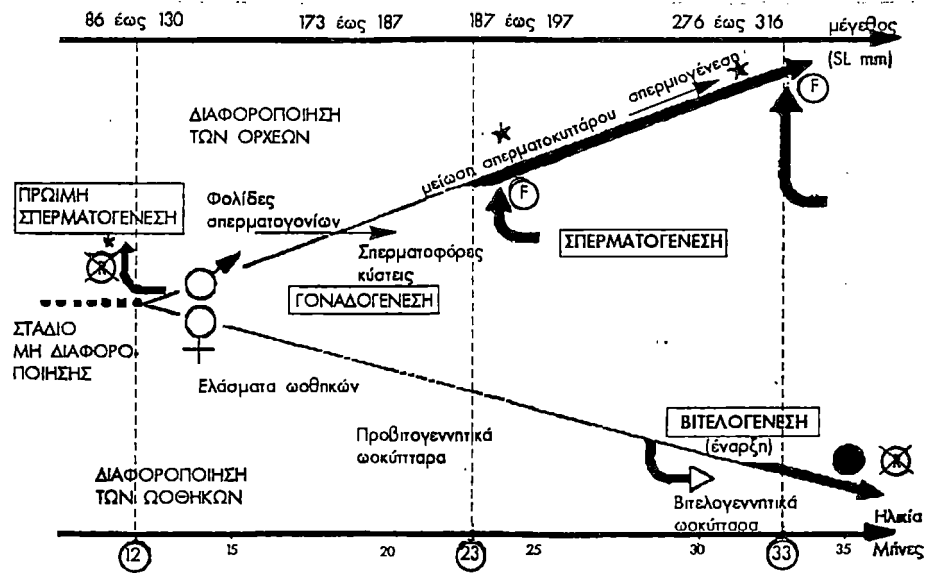 86 έως 130 173 έως 187 187 έως 197 276 έως 316 μέγεθος
(SL mm)
ΔΙΑΦΟΡΟΠΟΙΗΣΗ
ΤΩΝ ΟΡΧΕΩΝ
μείωση σπερματοκυττάρου σπερμιογένεση
F
F
ΠΡΩΙΜΗ
ΣΠΕΡΜΑΤΟΓΕΝΕΣΗ
Φολίδες
σπερματογονίων
Σπερματοφόρες
κύστεις
ΣΠΕΡΜΑΤΟΓΕΝΕΣΗ
R
ΓΟΝΑΔΟΓΕΝΕΣΗ
ΣΤΑΔΙΟ
ΜΗ ΔΙΑΦΟΡΟ.
ΠΟΙΗΣΗΣ
Ελάσματα ωοθηκών
Προβιτογεννητικά
ωοκύπταρα
ΒΙΤΕΛΟΓΕΝΕΣΗ
(έναρξη)
R
ΔΙΑΦΟΡΟΠΟΙΗΣΗ
ΤΩΝ ΩΟΘΗΚΩΝ
Βιτελογεννητικά
ωοκύπταρα
Ηλικία
12 15 20 23 25 30 33 35 Μήνες